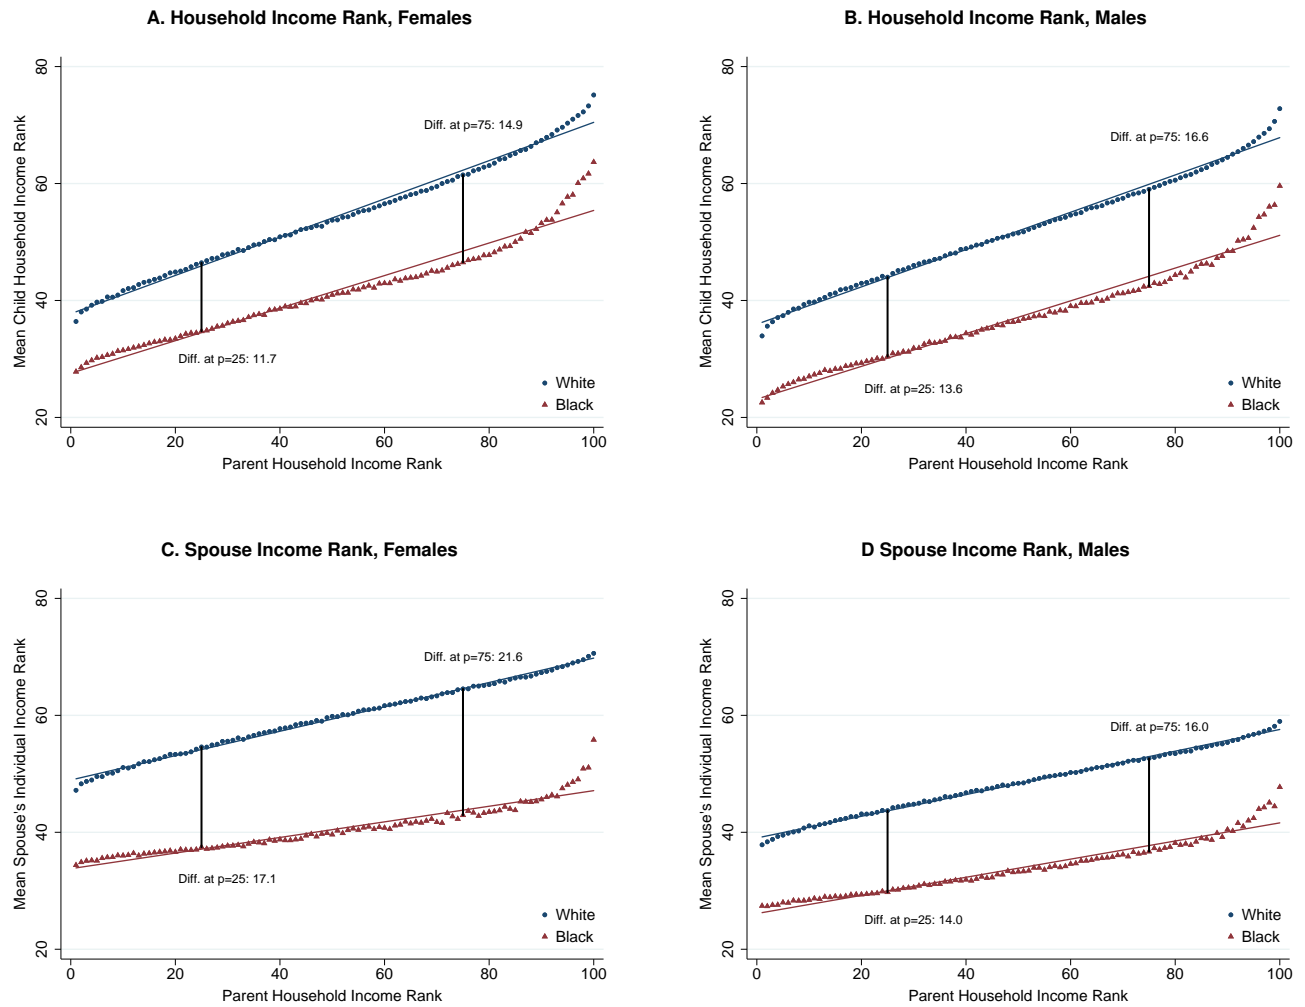 A. Household Income Rank, Females
Mean Child Household Income Rank
80
60
40
20
Diff. at p=75: 14.9
Diff. at p=25: 11.7
White
Black
0 20 40 60 80 100
Parent Household Income Rank
B. Household Income Rank, Males
Mean Child Household Income Rank
80
60
40
20
Diff. at p=75: 16.6
Diff. at p=25: 13.6
White
Black
0 20 40 60 80 100
Parent Household Income Rank
C. Spouse Income Rank, Females
Mean Spouse's Individual Income Rank
80
60
40
20
Diff. at p=75: 21.6
Diff. at p=25: 17.1
White
Black
0 20 40 60 80 100
Parent Household Income Rank
D Spouse Income Rank, Males
Mean Spouse's Individual Income Rank
80
60
40
20
Diff. at p=75: 16.0
Diff. at p=25: 14.0
White
Black
0 20 40 60 80 100
Parent Household Income Rank